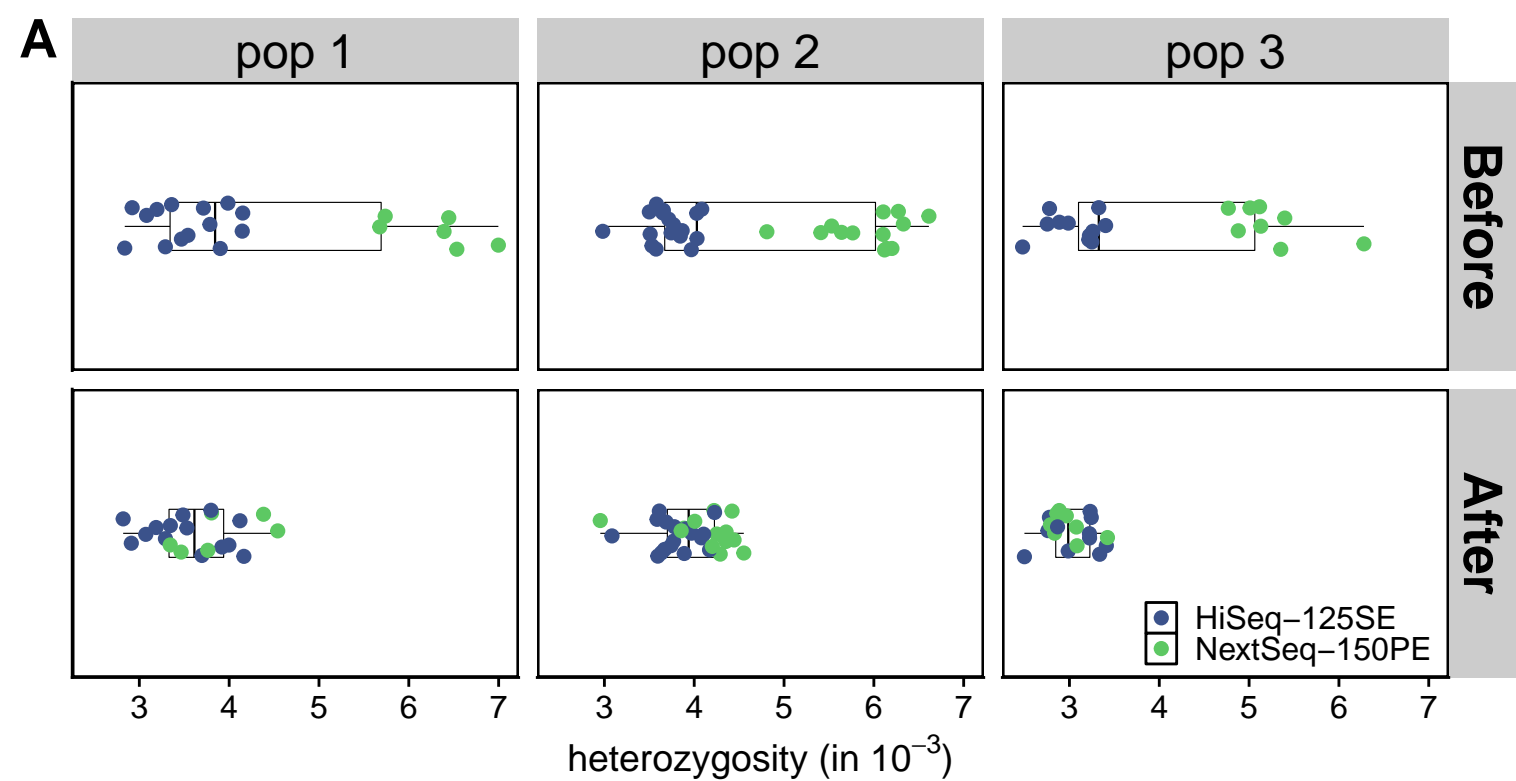 A
pop 1
pop 2
pop 3
Before
After
HiSeq−125SE
NextSeq−150PE
3 4 5 6 7
3 4 5 6 7
3 4 5 6 7
heterozygosity (in 10⁻³)